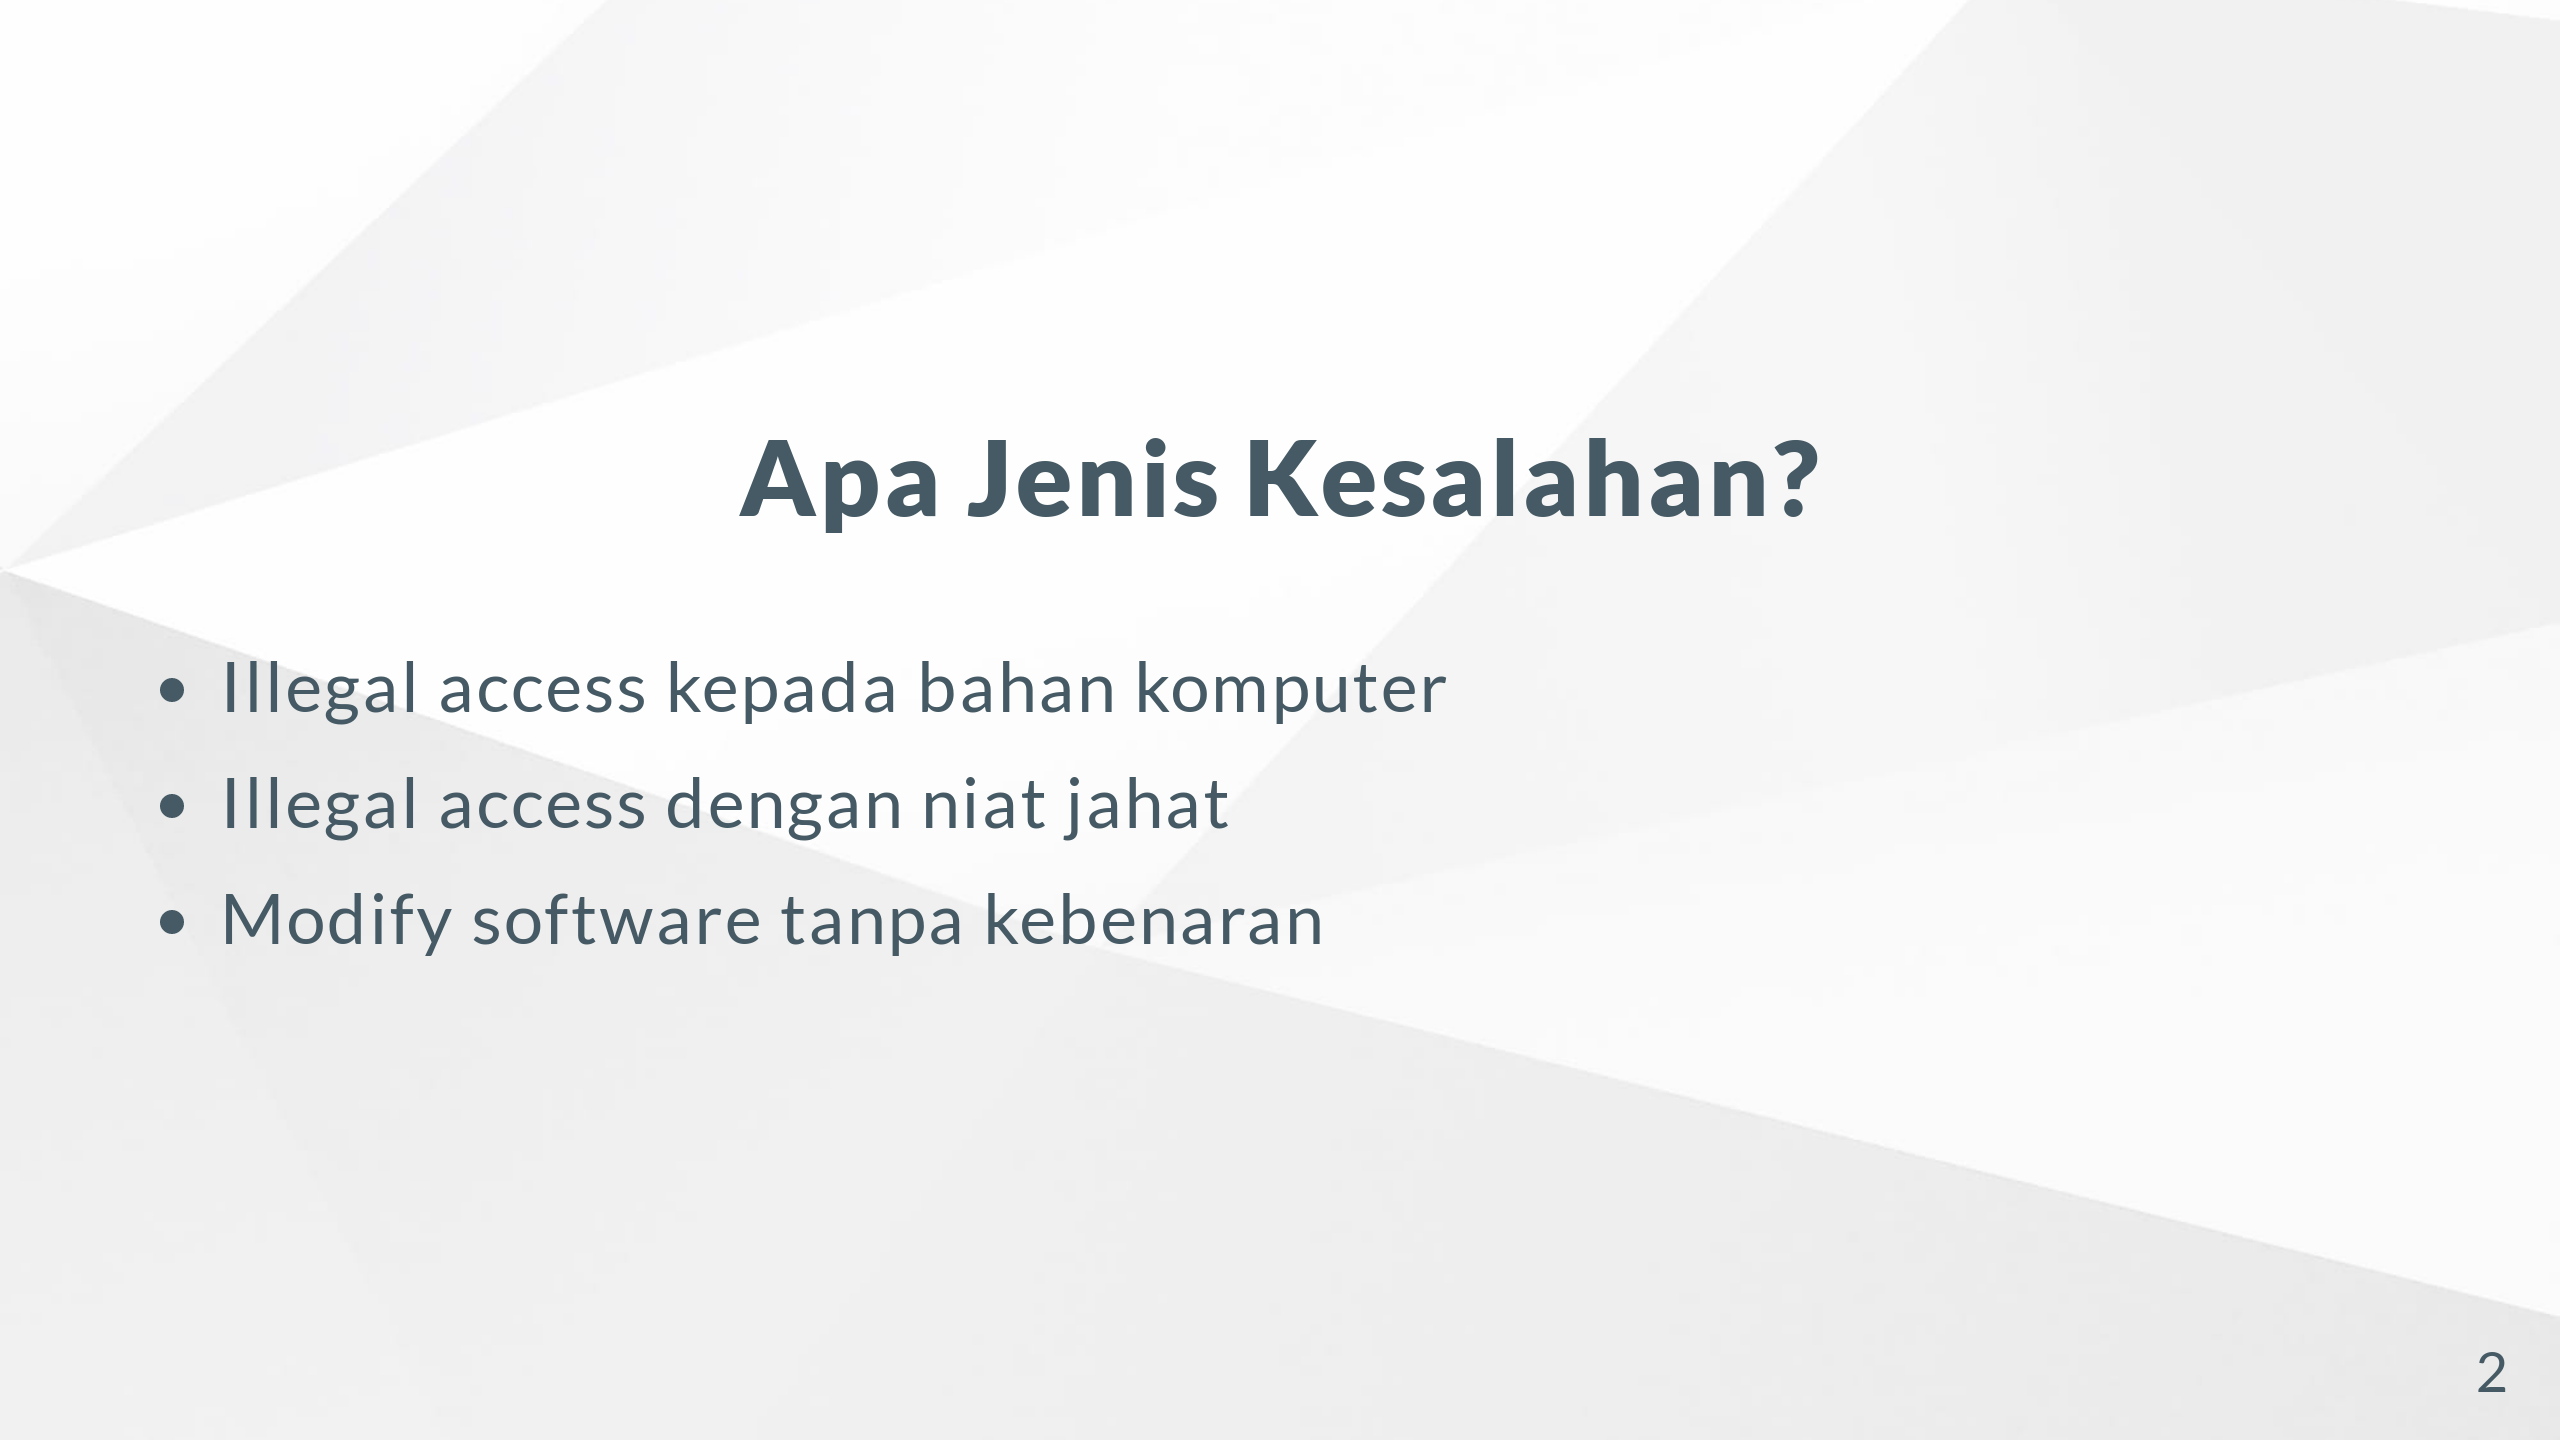 Apa Jenis Kesalahan?
• Illegal access kepada bahan komputer
• Illegal access dengan niat jahat
• Modify software tanpa kebenaran
2